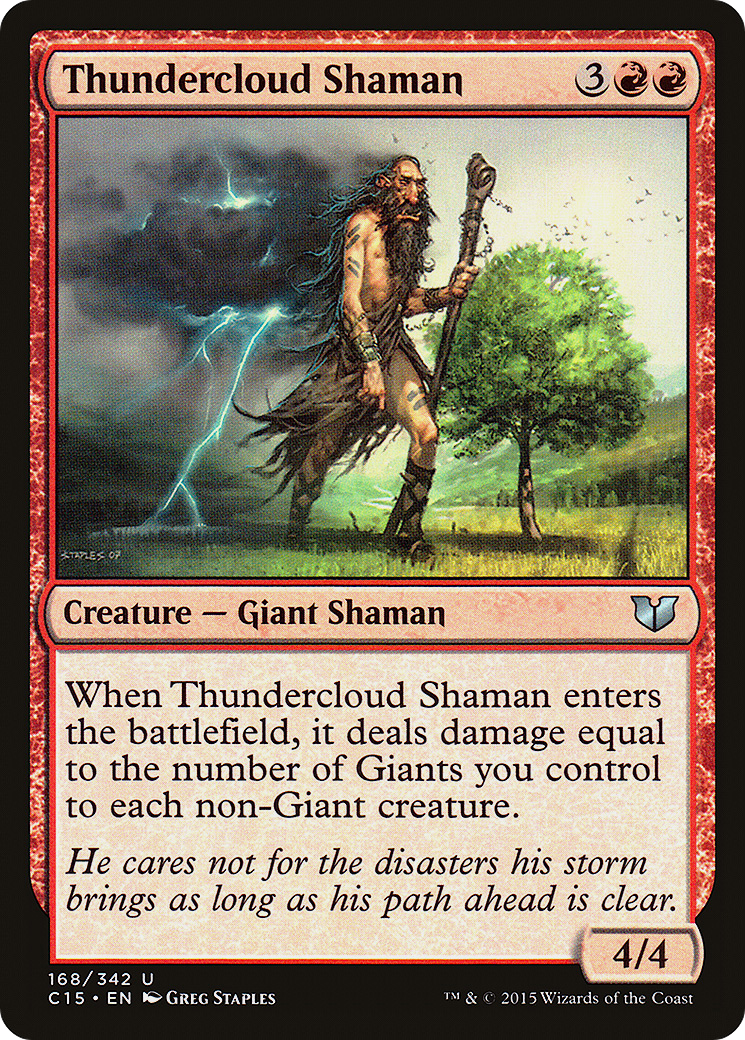 Thundercloud Shaman 3
STAPLES 07
Creature — Giant Shaman
When Thundercloud Shaman enters
the battlefield, it deals damage equal
to the number of Giants you control
to each non-Giant creature.
He cares not for the disasters his storm
brings as long as his path ahead is clear.
4/4
168/342 U
C15 • EN Greg Staples
™ & © 2015 Wizards of the Coast